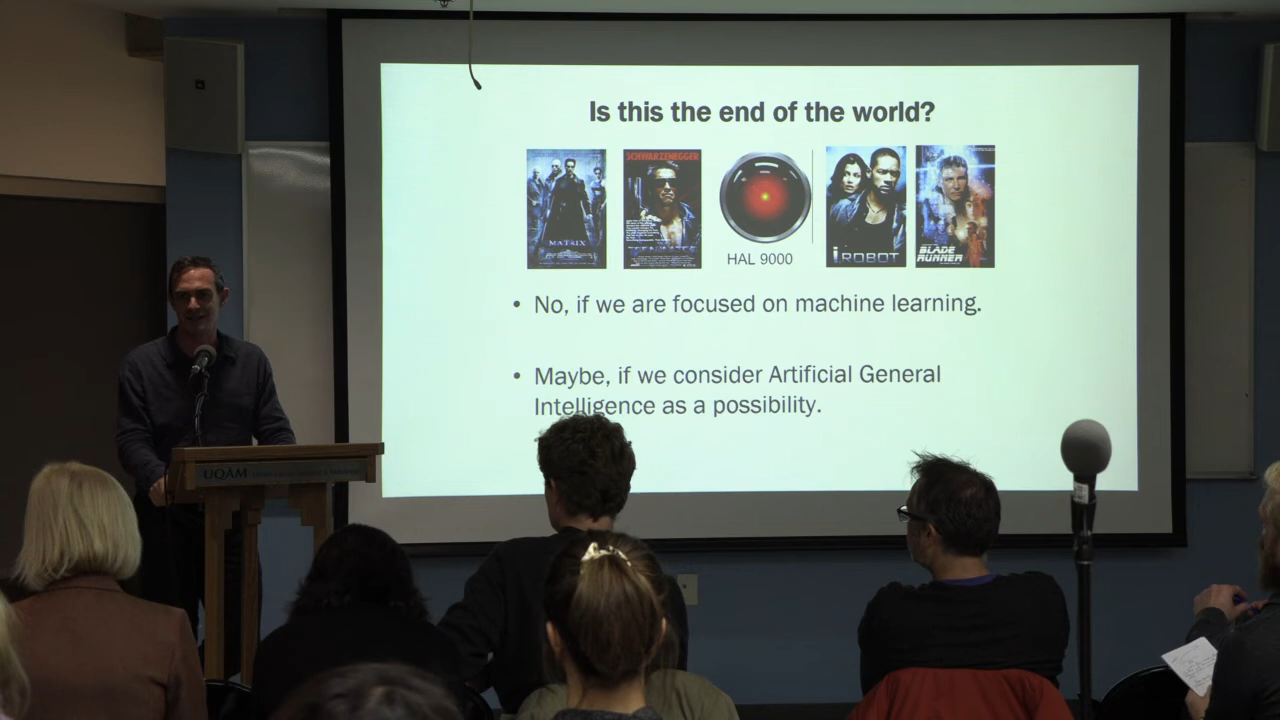 Is this the end of the world?
SCHWARZENEGGER
MATRIX
HAL 9000
I, ROBOT
BLADE
RUNNER
• No, if we are focused on machine learning.
• Maybe, if we consider Artificial General
Intelligence as a possibility.
UQÀM